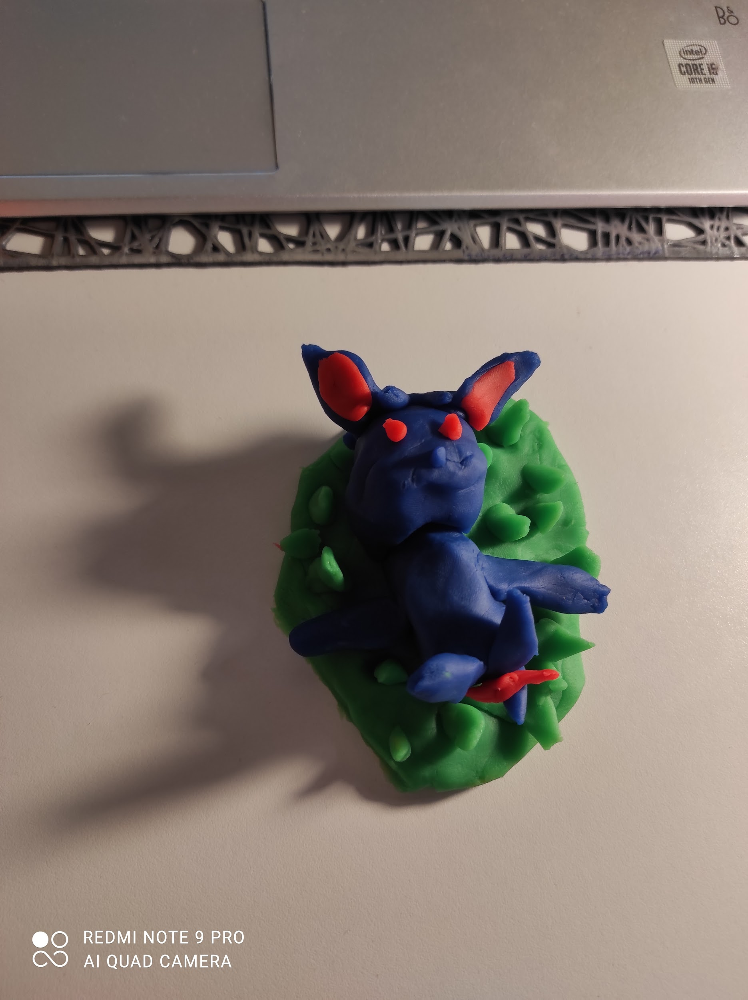 B&O
intel
CORE i5
10TH GEN
REDMI NOTE 9 PRO
AI QUAD CAMERA